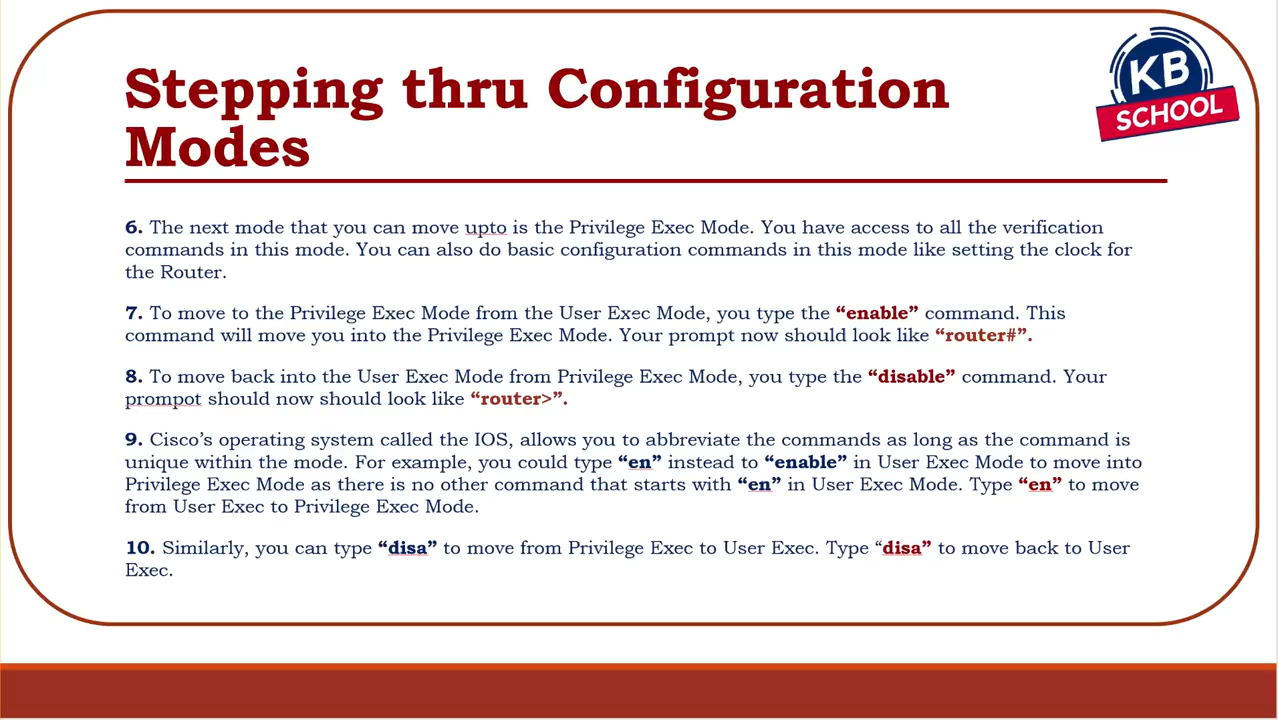 Stepping thru Configuration
Modes
KB
SCHOOL
6. The next mode that you can move upto is the Privilege Exec Mode. You have access to all the verification
commands in this mode. You can also do basic configuration commands in this mode like setting the clock for
the Router.
7. To move to the Privilege Exec Mode from the User Exec Mode, you type the “enable” command. This
command will move you into the Privilege Exec Mode. Your prompt now should look like “router#”.
8. To move back into the User Exec Mode from Privilege Exec Mode, you type the “disable” command. Your
prompot should now should look like “router>”.
9. Cisco’s operating system called the IOS, allows you to abbreviate the commands as long as the command is
unique within the mode. For example, you could type “en” instead to “enable” in User Exec Mode to move into
Privilege Exec Mode as there is no other command that starts with “en” in User Exec Mode. Type “en” to move
from User Exec to Privilege Exec Mode.
10. Similarly, you can type “disa” to move from Privilege Exec to User Exec. Type “disa” to move back to User
Exec.